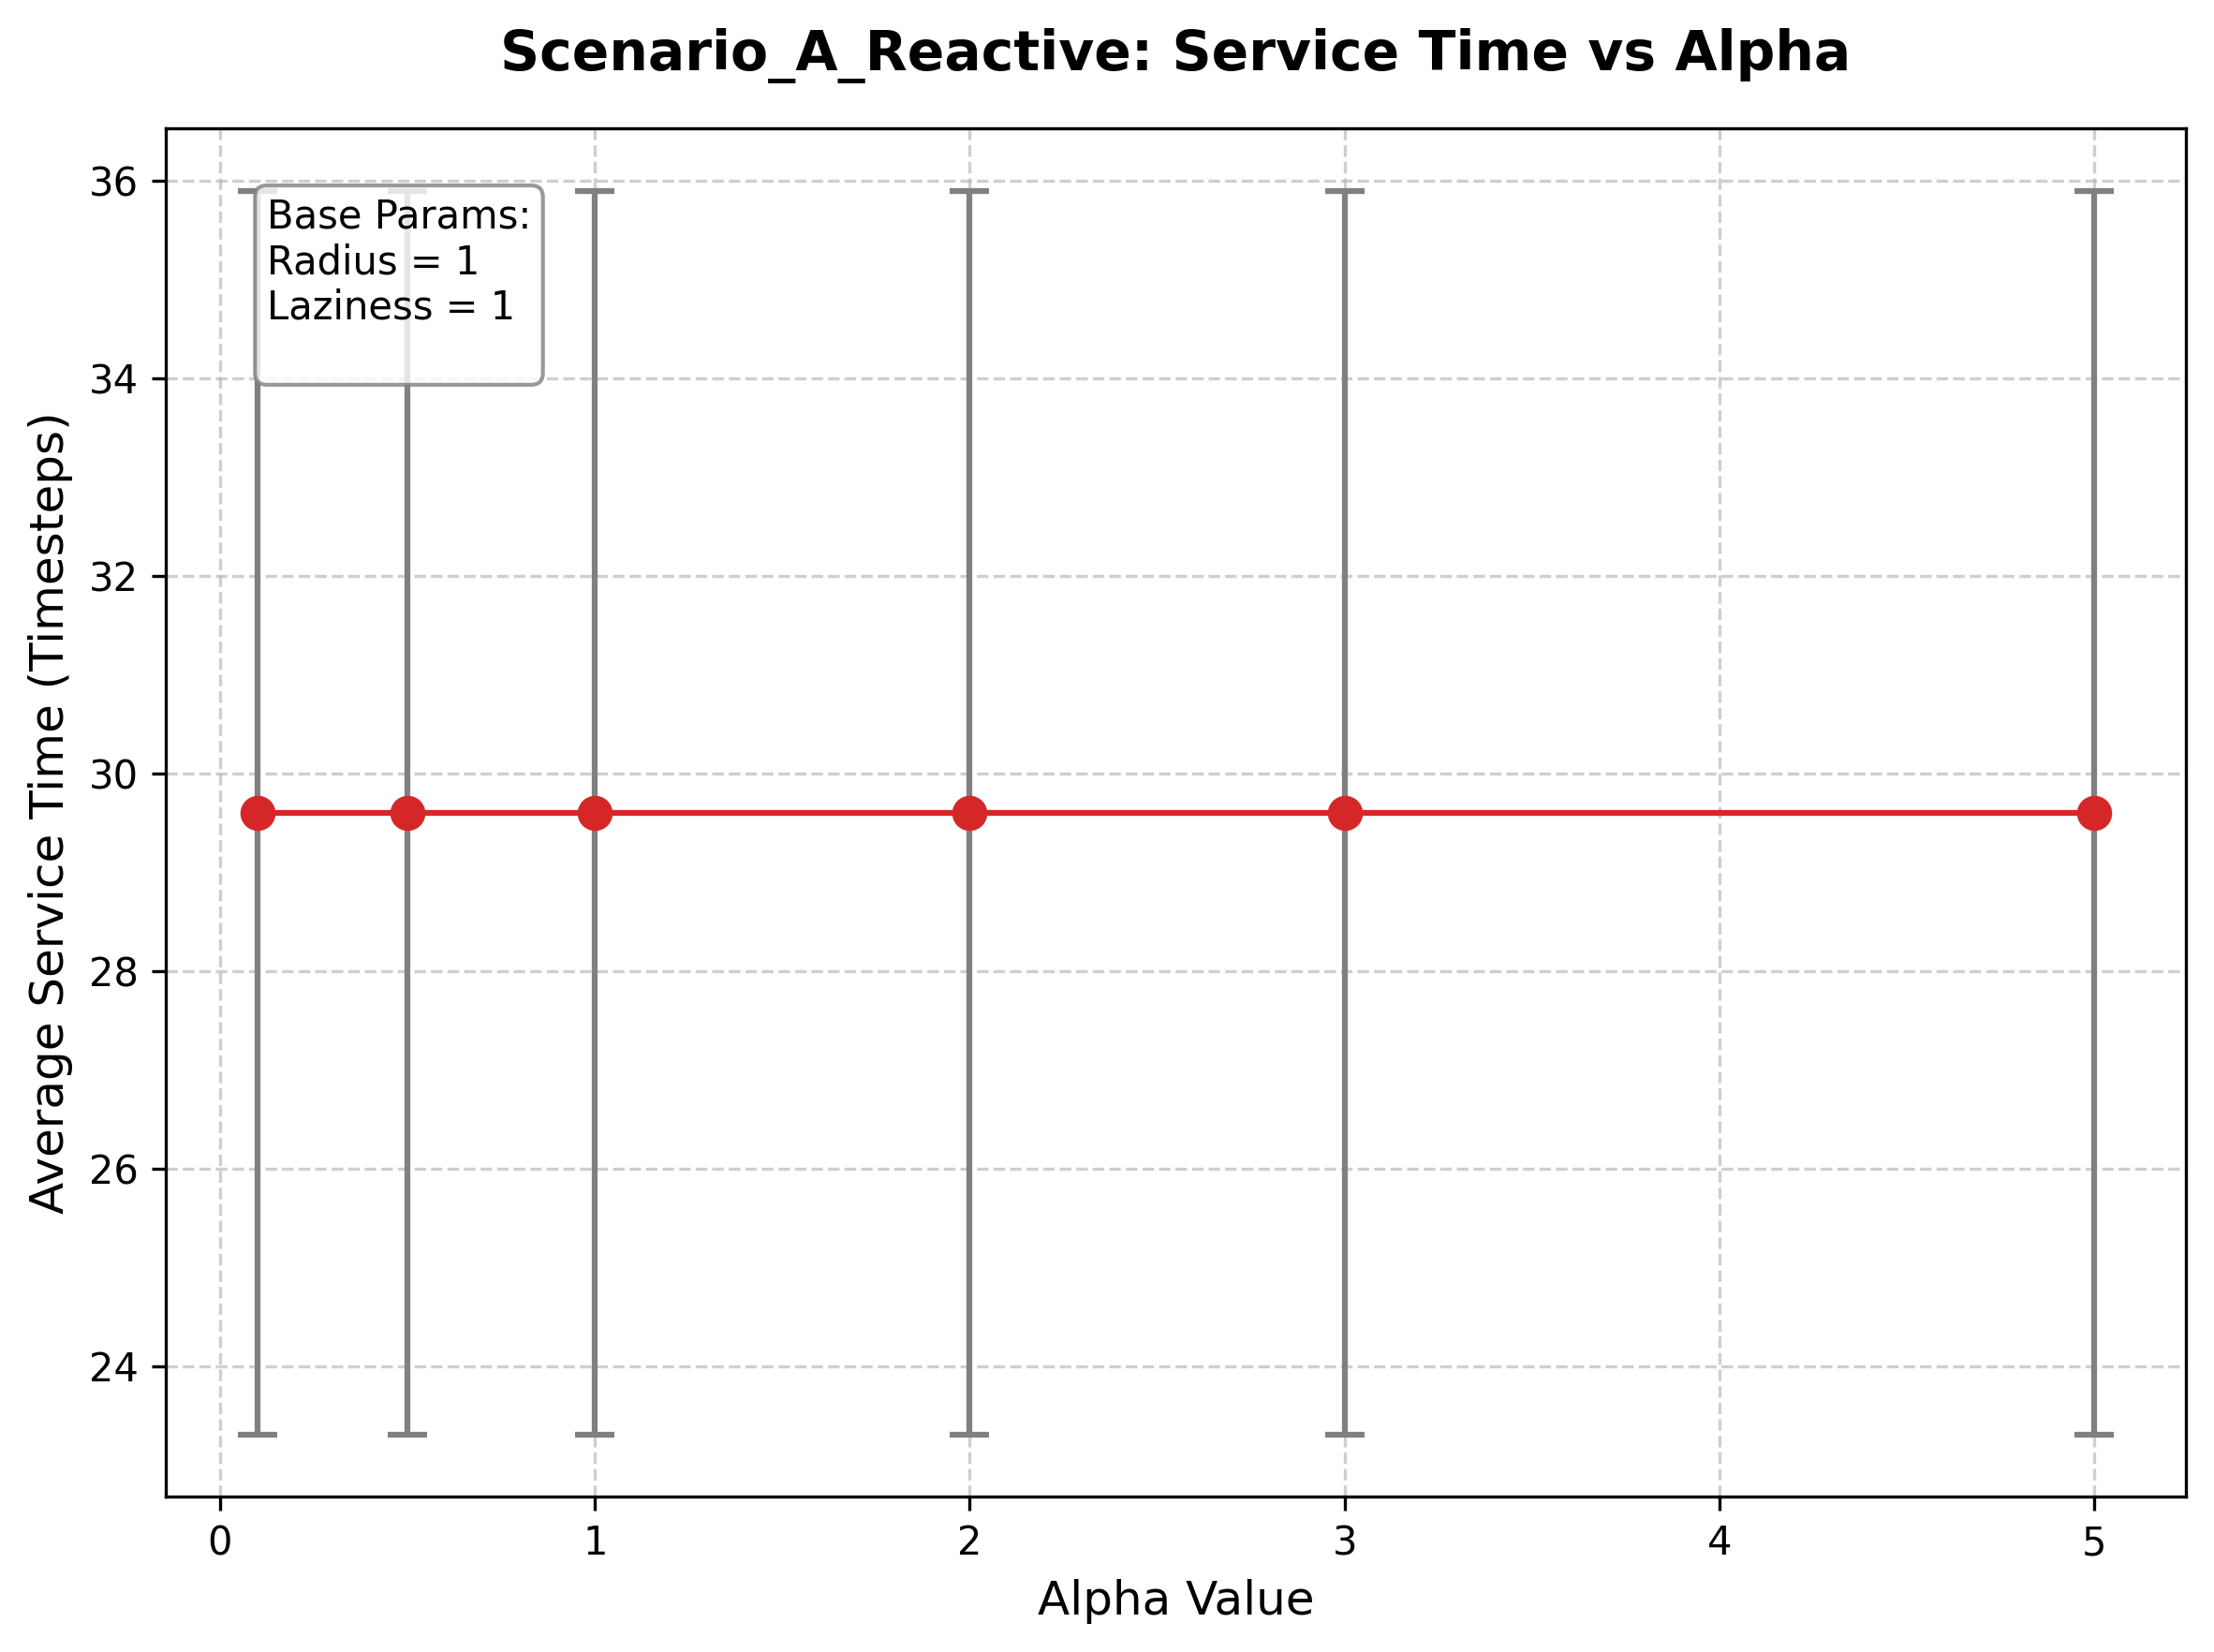 Scenario_A_Reactive: Service Time vs Alpha
Average Service Time (Timesteps)
36
34
32
30
28
26
24
Base Params:
Radius = 1
Laziness = 1
0
1
2
3
4
5
Alpha Value